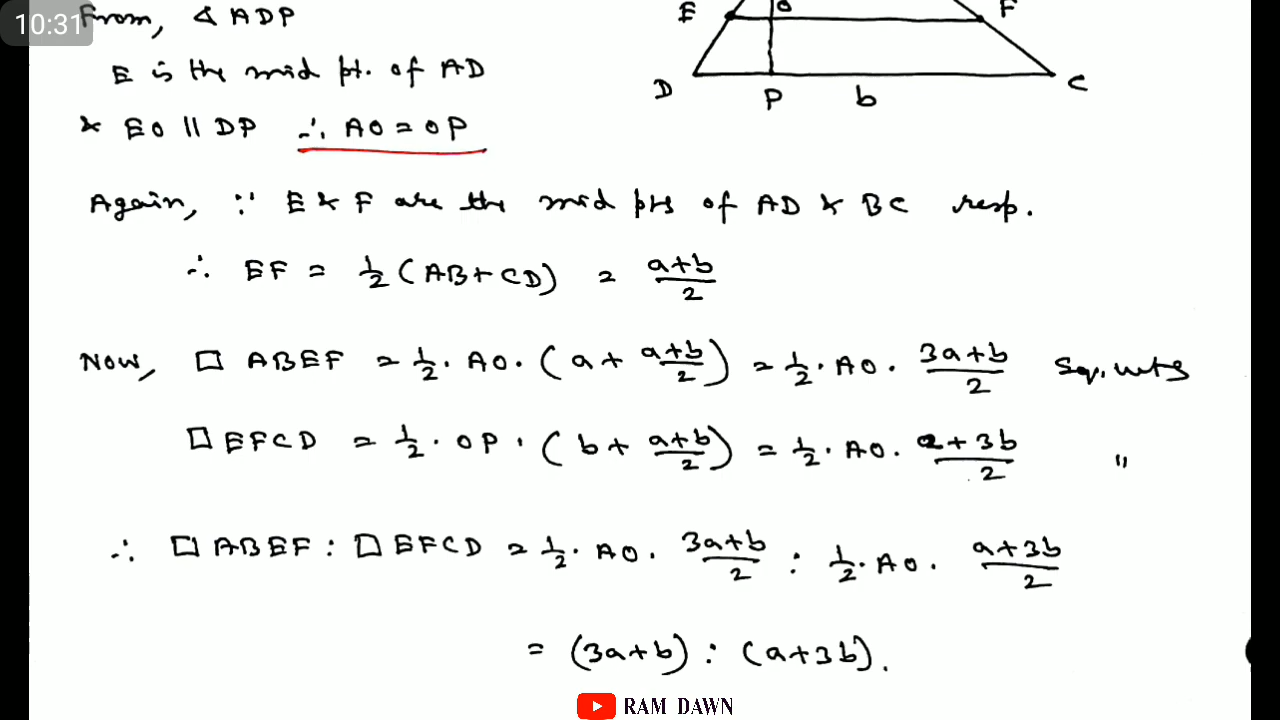 10:31
From, ∢ ADP
E is the mid pt. of AD
& EO || DP ∴ AO = OP
E O F
D P b C
Again, ∵ E & F are the mid pts of AD & BC resp.
∴ EF = 1/2 (AB + CD) = (a+b)/2
Now, □ ABEF = 1/2 · AO · (a + (a+b)/2) = 1/2 · AO · (3a+b)/2 Sq. units
□ EFCD = 1/2 · OP · (b + (a+b)/2) = 1/2 · AO · (a+3b)/2 "
∴ □ ABEF : □ EFCD = 1/2 · AO · (3a+b)/2 : 1/2 · AO · (a+3b)/2
= (3a+b) : (a+3b).
RAM DAWN